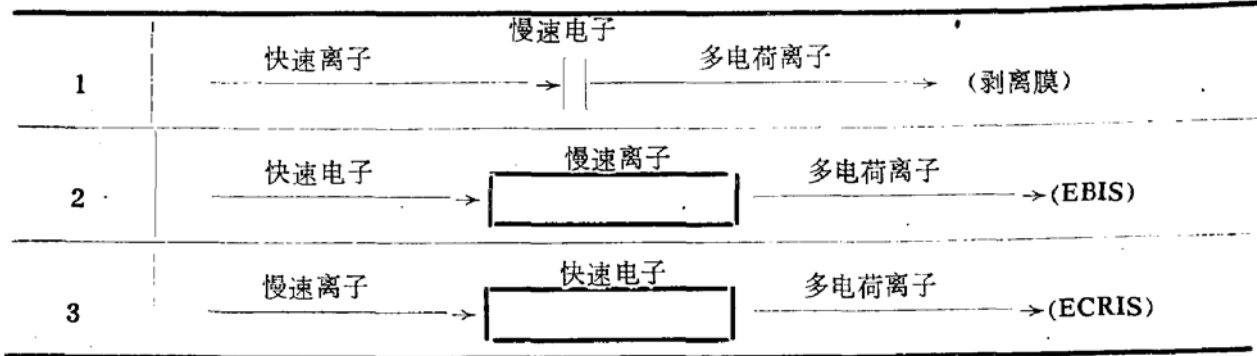 慢速电子
1 快速离子 多电荷离子 (剥离膜)
2 快速电子 慢速离子 多电荷离子 (EBIS)
3 慢速离子 快速电子 多电荷离子 (ECRIS)